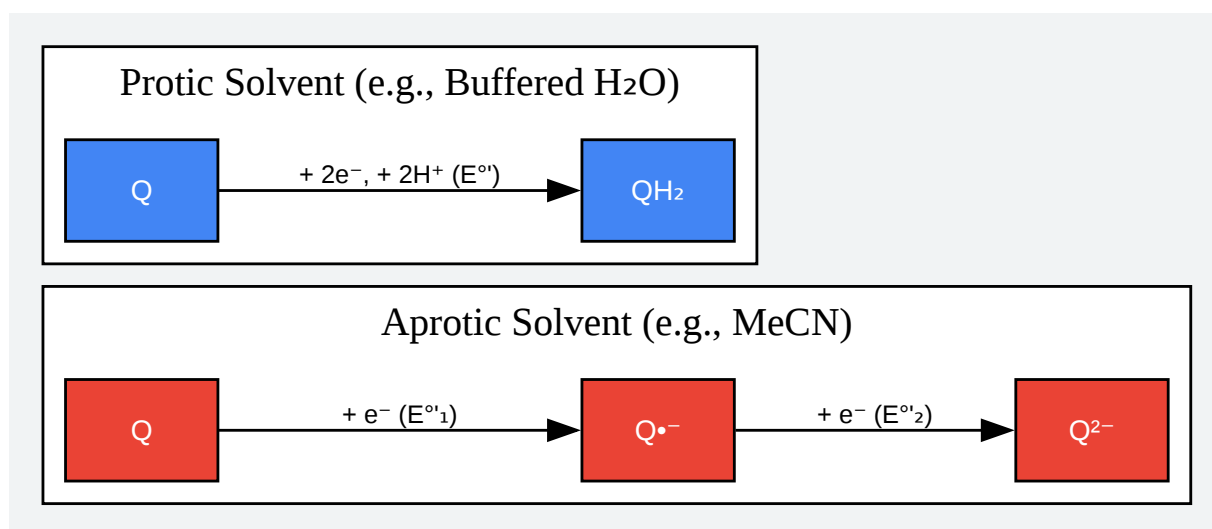 Protic Solvent (e.g., Buffered H₂O)
Q
+ 2e⁻, + 2H⁺ (E°')
QH₂
Aprotic Solvent (e.g., MeCN)
Q
+ e⁻ (E°'₁)
Q•⁻
+ e⁻ (E°'₂)
Q²⁻